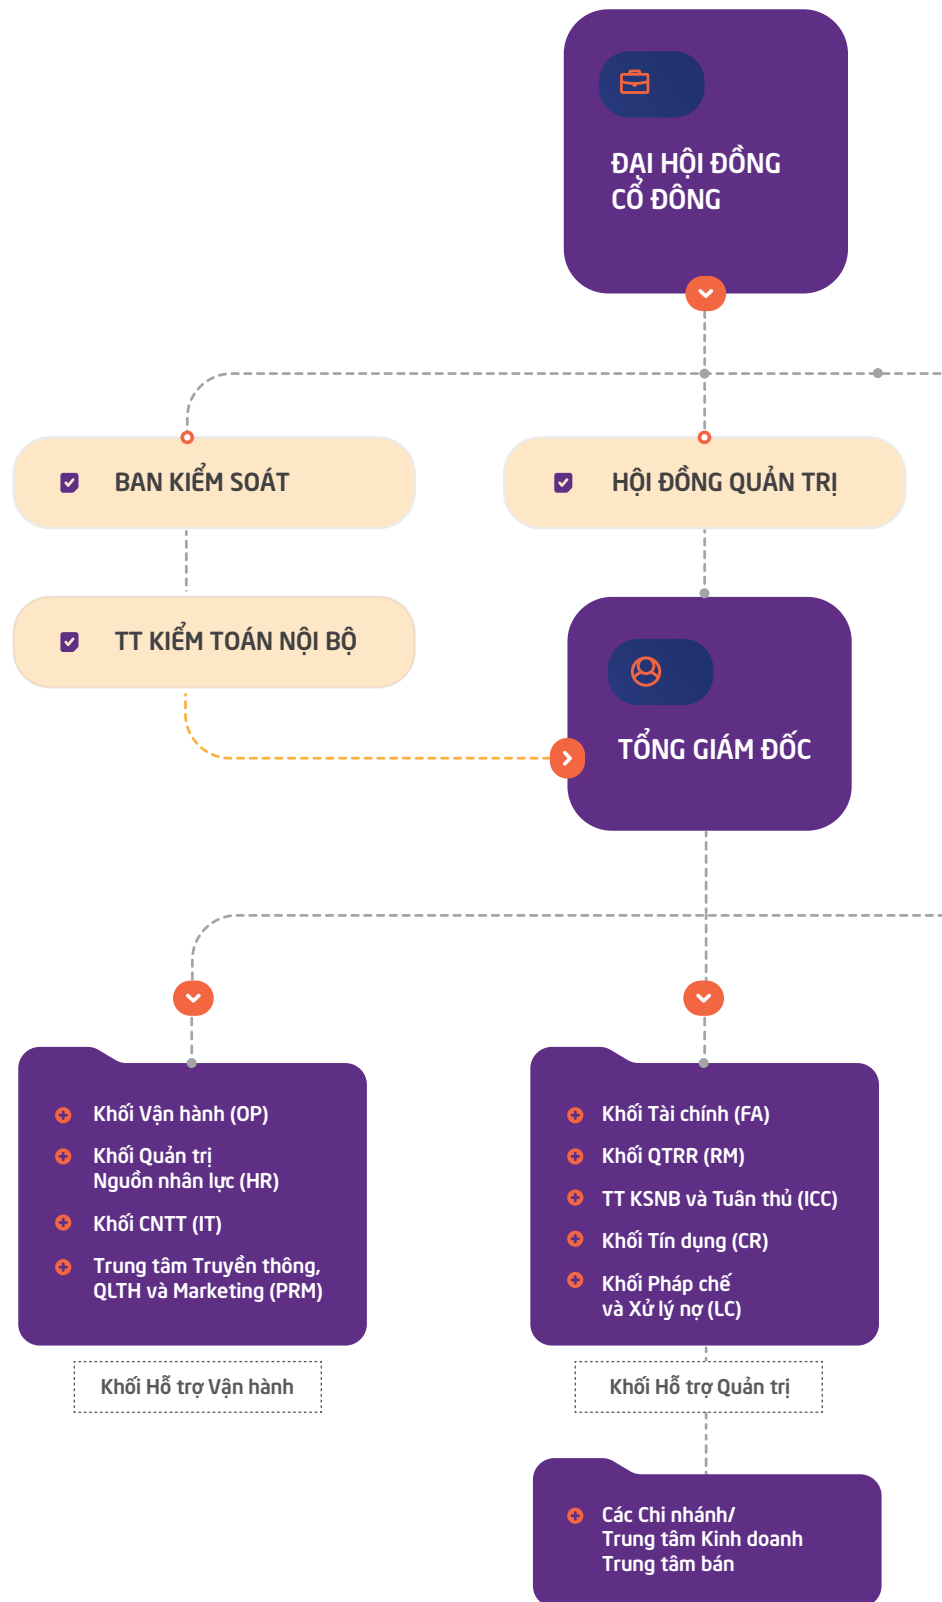 ĐẠI HỘI ĐỒNG
CỔ ĐÔNG
BAN KIỂM SOÁT
HỘI ĐỒNG QUẢN TRỊ
TT KIỂM TOÁN NỘI BỘ
TỔNG GIÁM ĐỐC
Khối Vận hành (OP)
Khối Quản trị
Nguồn nhân lực (HR)
Khối CNTT (IT)
Trung tâm Truyền thông,
QLTH và Marketing (PRM)
Khối Hỗ trợ Vận hành
Khối Tài chính (FA)
Khối QTRR (RM)
TT KSNB và Tuân thủ (ICC)
Khối Tín dụng (CR)
Khối Pháp chế
và Xử lý nợ (LC)
Khối Hỗ trợ Quản trị
Các Chi nhánh/
Trung tâm Kinh doanh
Trung tâm bán